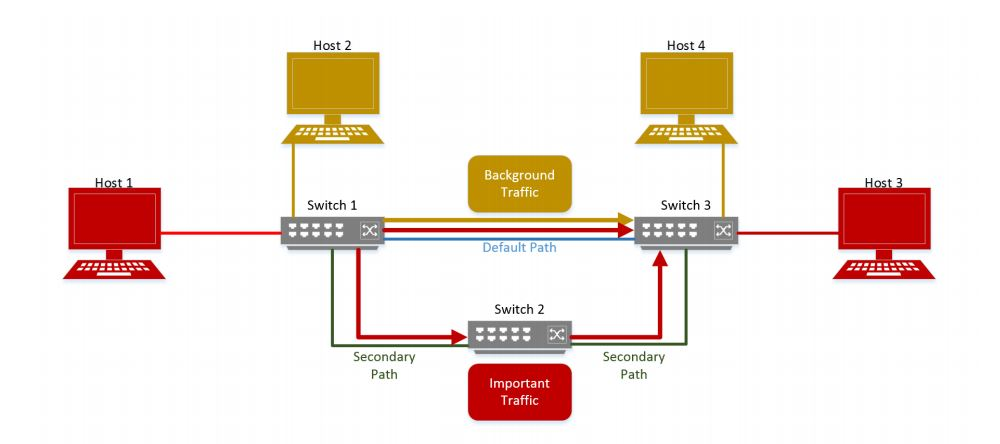 Host 2
Host 4
Host 1
Background
Traffic
Host 3
Switch 1
Switch 3
Default Path
Switch 2
Secondary
Path
Secondary
Path
Important
Traffic